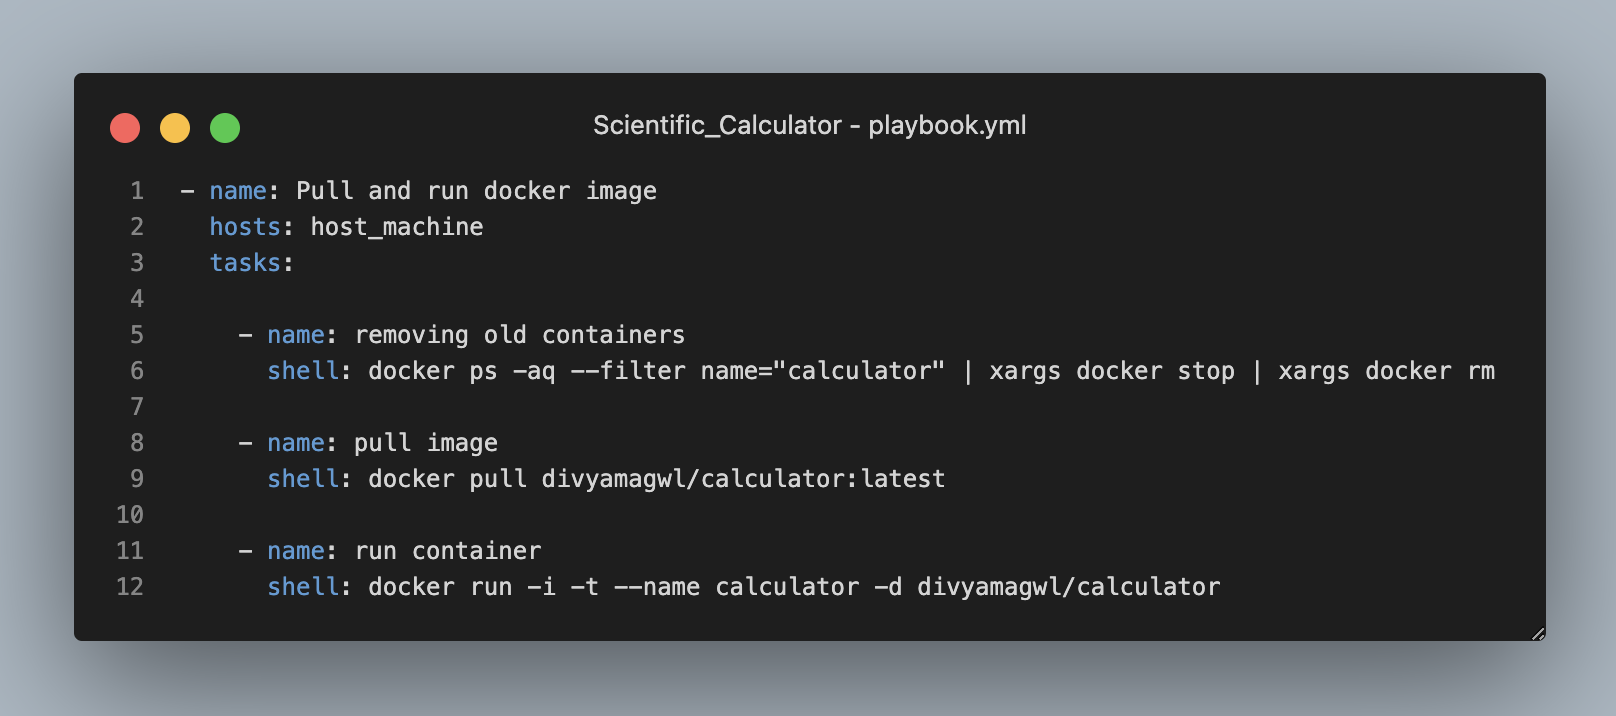 Scientific_Calculator - playbook.yml
1 - name: Pull and run docker image
2 hosts: host_machine
3 tasks:
4
5 - name: removing old containers
6 shell: docker ps -aq --filter name="calculator" | xargs docker stop | xargs docker rm
7
8 - name: pull image
9 shell: docker pull divyamagwl/calculator:latest
10
11 - name: run container
12 shell: docker run -i -t --name calculator -d divyamagwl/calculator